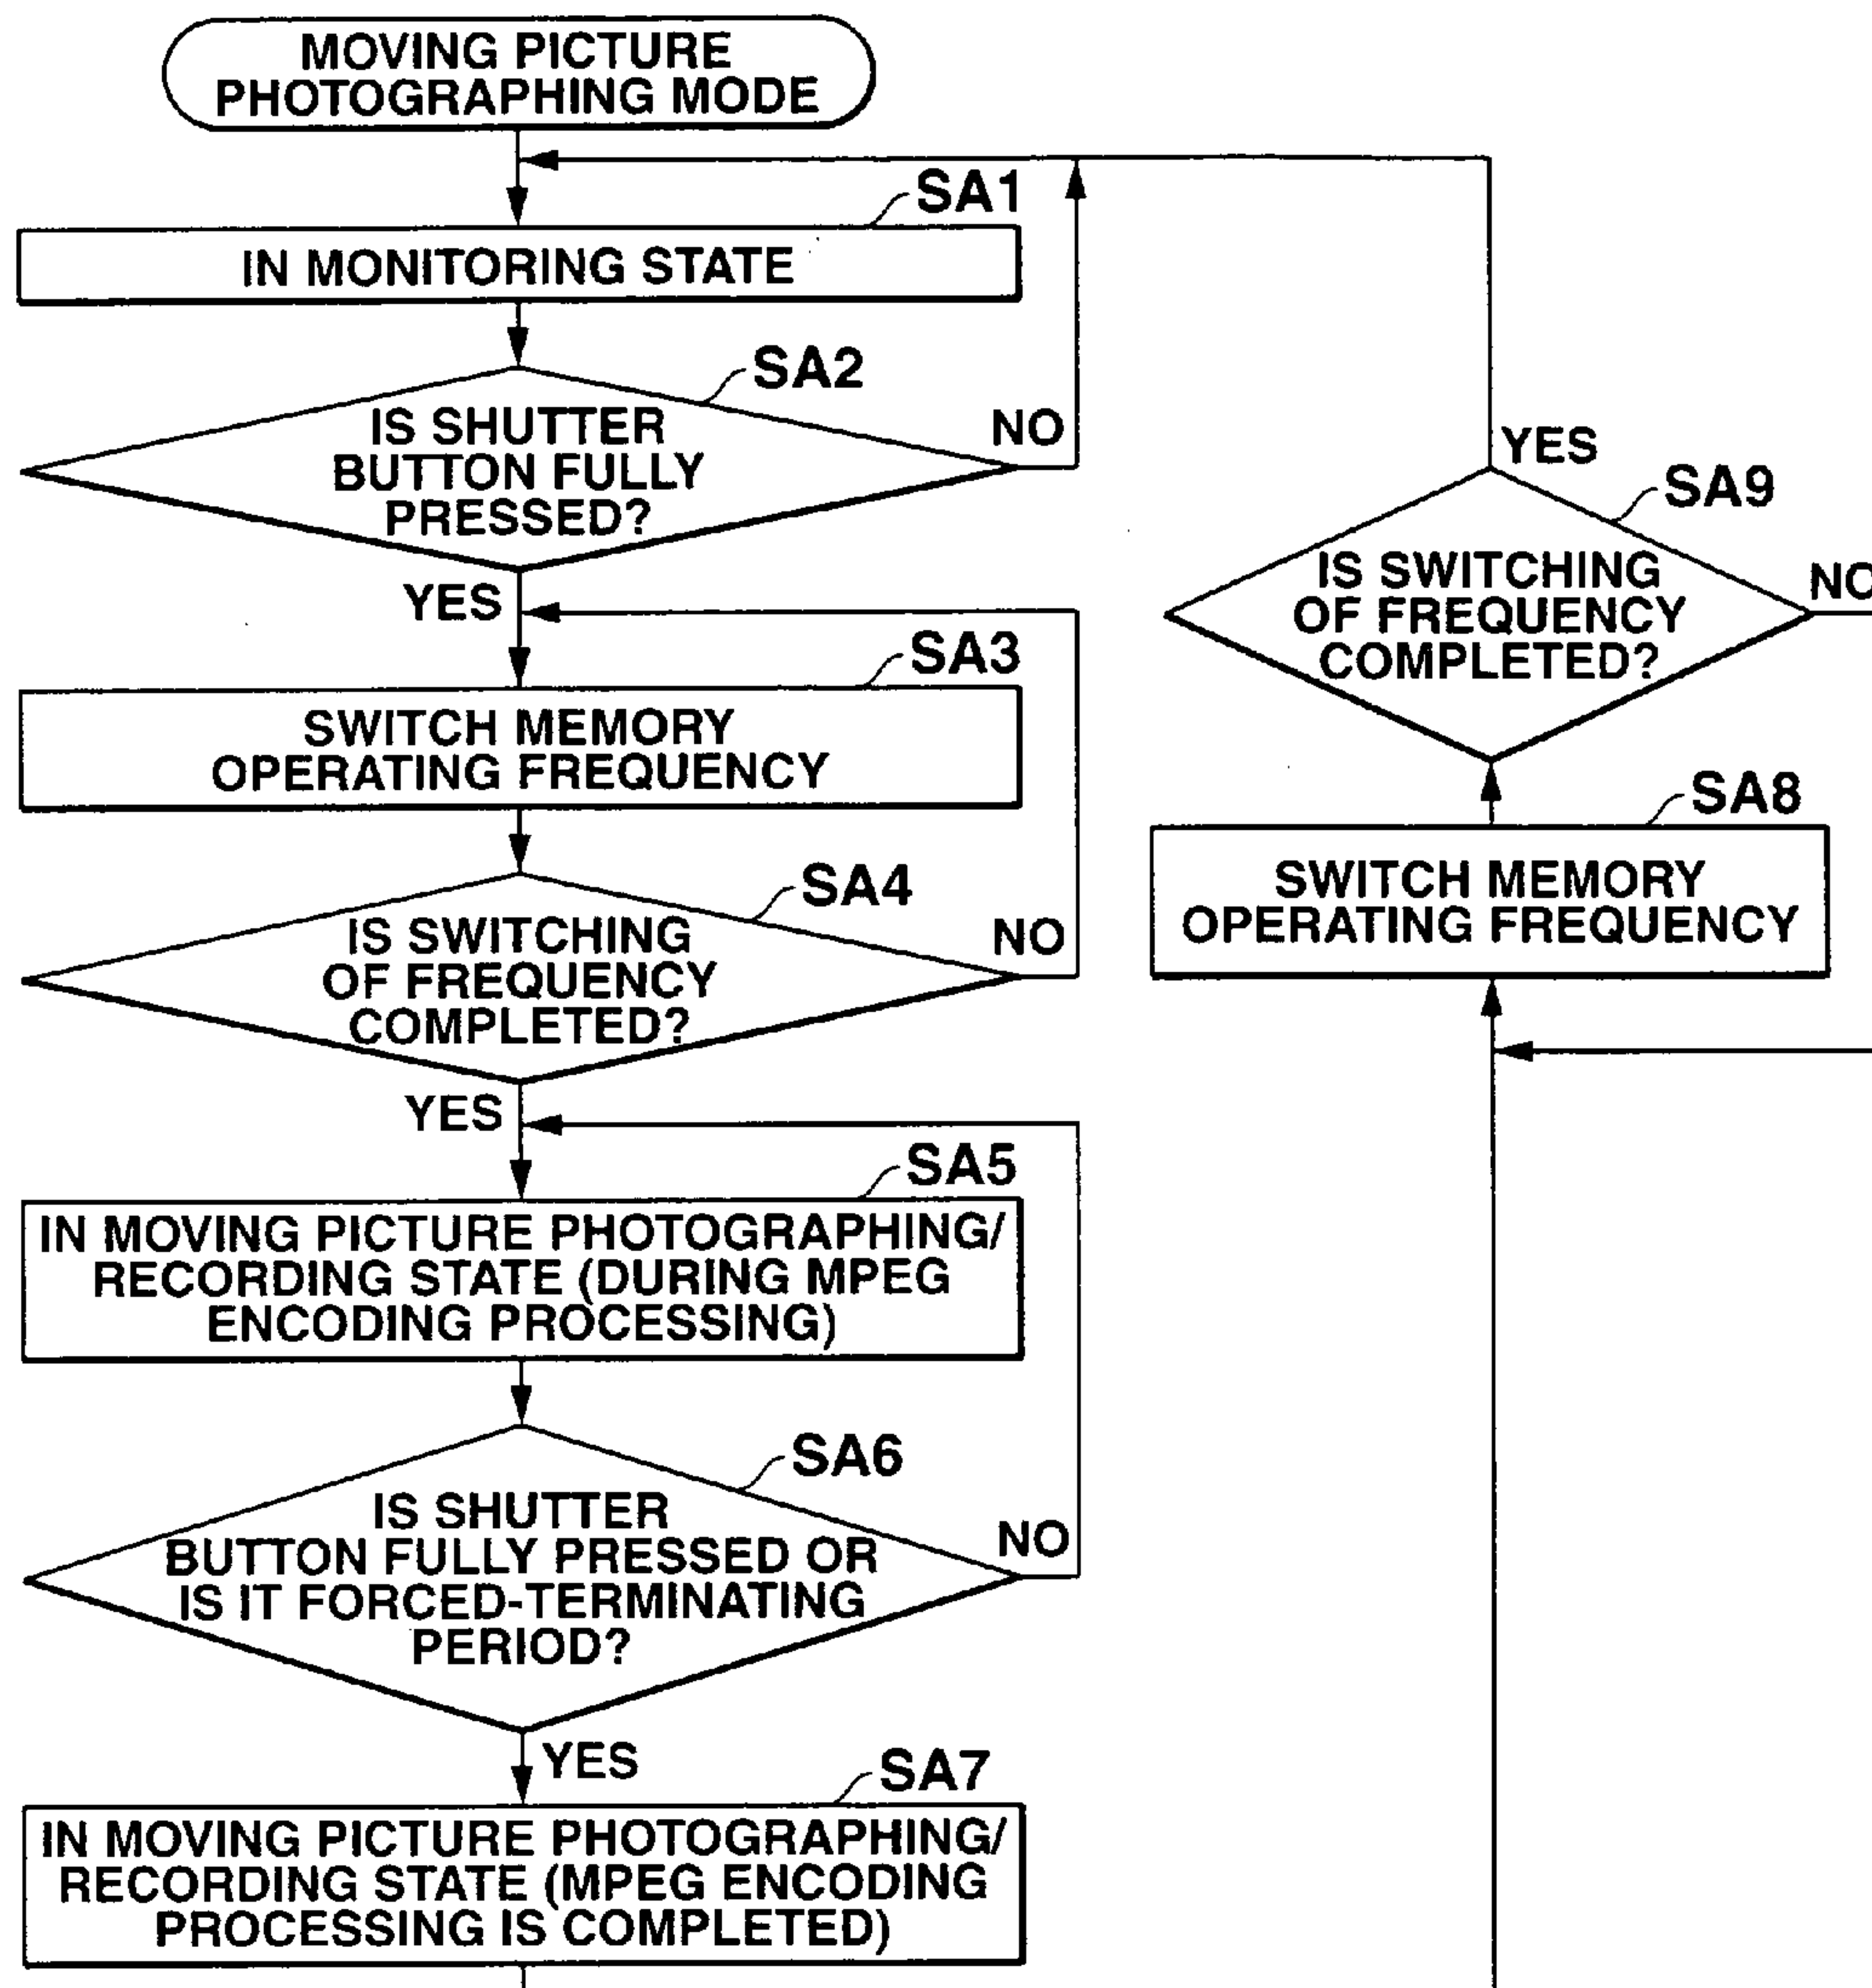 MOVING PICTURE
PHOTOGRAPHING MODE
SA1
IN MONITORING STATE
SA2
IS SHUTTER
BUTTON FULLY
PRESSED?
NO
YES
SA3
SWITCH MEMORY
OPERATING FREQUENCY
SA4
IS SWITCHING
OF FREQUENCY
COMPLETED?
NO
YES
SA5
IN MOVING PICTURE PHOTOGRAPHING/
RECORDING STATE (DURING MPEG
ENCODING PROCESSING)
SA6
IS SHUTTER
BUTTON FULLY PRESSED OR
IS IT FORCED-TERMINATING
PERIOD?
NO
YES
SA7
IN MOVING PICTURE PHOTOGRAPHING/
RECORDING STATE (MPEG ENCODING
PROCESSING IS COMPLETED)
YES
SA9
IS SWITCHING
OF FREQUENCY
COMPLETED?
NO
SA8
SWITCH MEMORY
OPERATING FREQUENCY